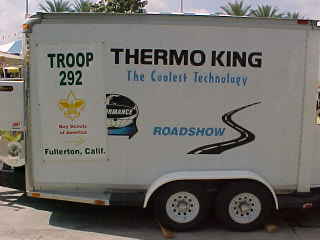 TROOP
292
Boy Scouts
of America
Fullerton, Calif.
THERMO KING
The Coolest Technology
ROADSHOW